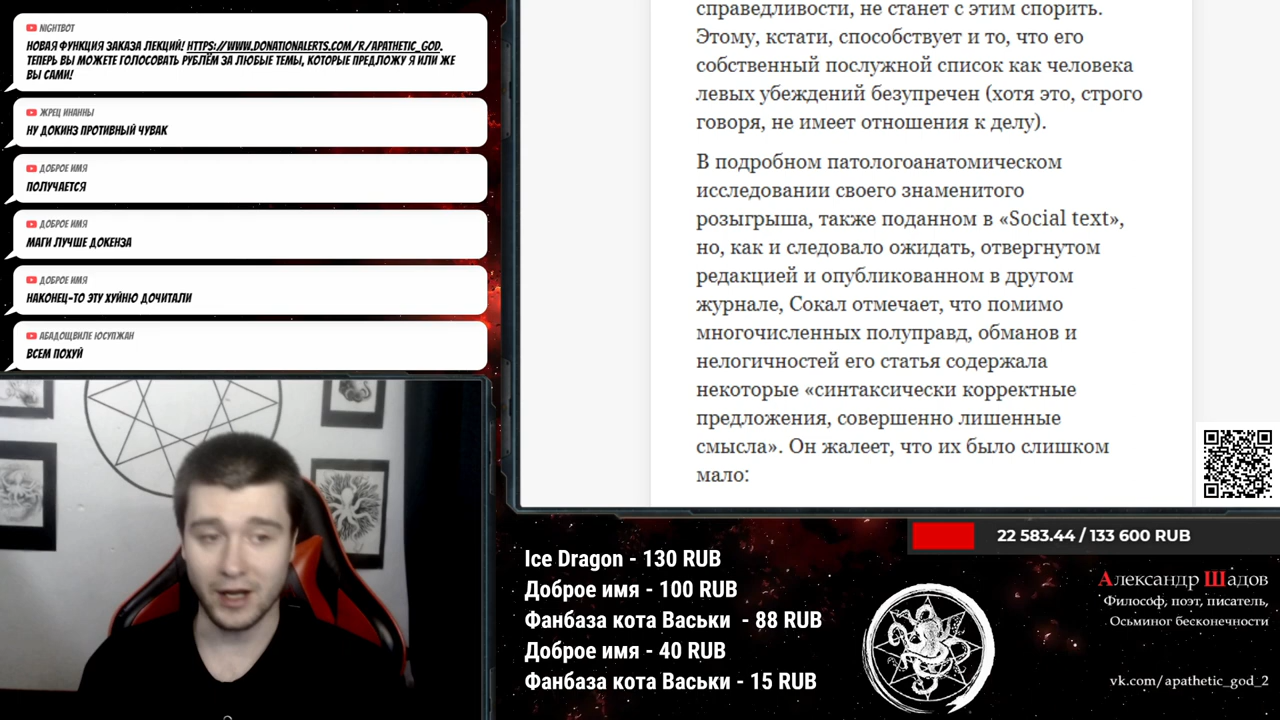 NIGHTBOT
НОВАЯ ФУНКЦИЯ ЗАКАЗА ЛЕКЦИЙ! HTTPS://WWW.DONATIONALERTS.COM/R/APATHETIC_GOD.
ТЕПЕРЬ ВЫ МОЖЕТЕ ГОЛОСОВАТЬ РУБЛЁМ ЗА ЛЮБЫЕ ТЕМЫ, КОТОРЫЕ ПРЕДЛОЖУ Я ИЛИ ЖЕ
ВЫ САМИ!
ЖРЕЦ ИНАННЫ
НУ ДОКИНЗ ПРОТИВНЫЙ ЧУВАК
ДОБРОЕ ИМЯ
ПОЛУЧАЕТСЯ
ДОБРОЕ ИМЯ
МАГИ ЛУЧШЕ ДОКЕНЗА
ДОБРОЕ ИМЯ
НАКОНЕЦ-ТО ЭТУ ХУЙНЮ ДОЧИТАЛИ
АБАДОЩВИЛЕ ЮСУПЖАН
ВСЕМ ПОХУЙ
справедливости, не станет с этим спорить.
Этому, кстати, способствует и то, что его
собственный послужной список как человека
левых убеждений безупречен (хотя это, строго
говоря, не имеет отношения к делу).
В подробном патологоанатомическом
исследовании своего знаменитого
розыгрыша, также поданном в «Social text»,
но, как и следовало ожидать, отвергнутом
редакцией и опубликованном в другом
журнале, Сокал отмечает, что помимо
многочисленных полуправд, обманов и
нелогичностей его статья содержала
некоторые «синтаксически корректные
предложения, совершенно лишенные
смысла». Он жалеет, что их было слишком
мало:
22 583.44 / 133 600 RUB
Ice Dragon - 130 RUB
Доброе имя - 100 RUB
Фанбаза кота Васьки - 88 RUB
Доброе имя - 40 RUB
Фанбаза кота Васьки - 15 RUB
Александр Шадов
Философ, поэт, писатель,
Осьминог бесконечности
vk.com/apathetic_god_2